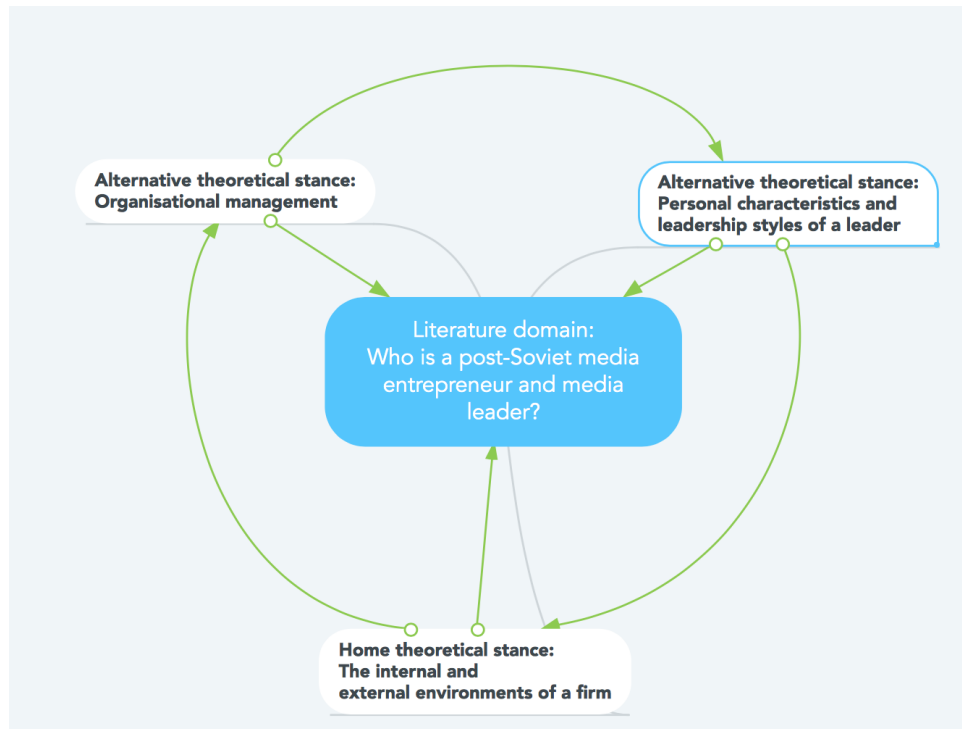 Alternative theoretical stance:
Organisational management
Alternative theoretical stance:
Personal characteristics and
leadership styles of a leader
Literature domain:
Who is a post-Soviet media
entrepreneur and media
leader?
Home theoretical stance:
The internal and
external environments of a firm